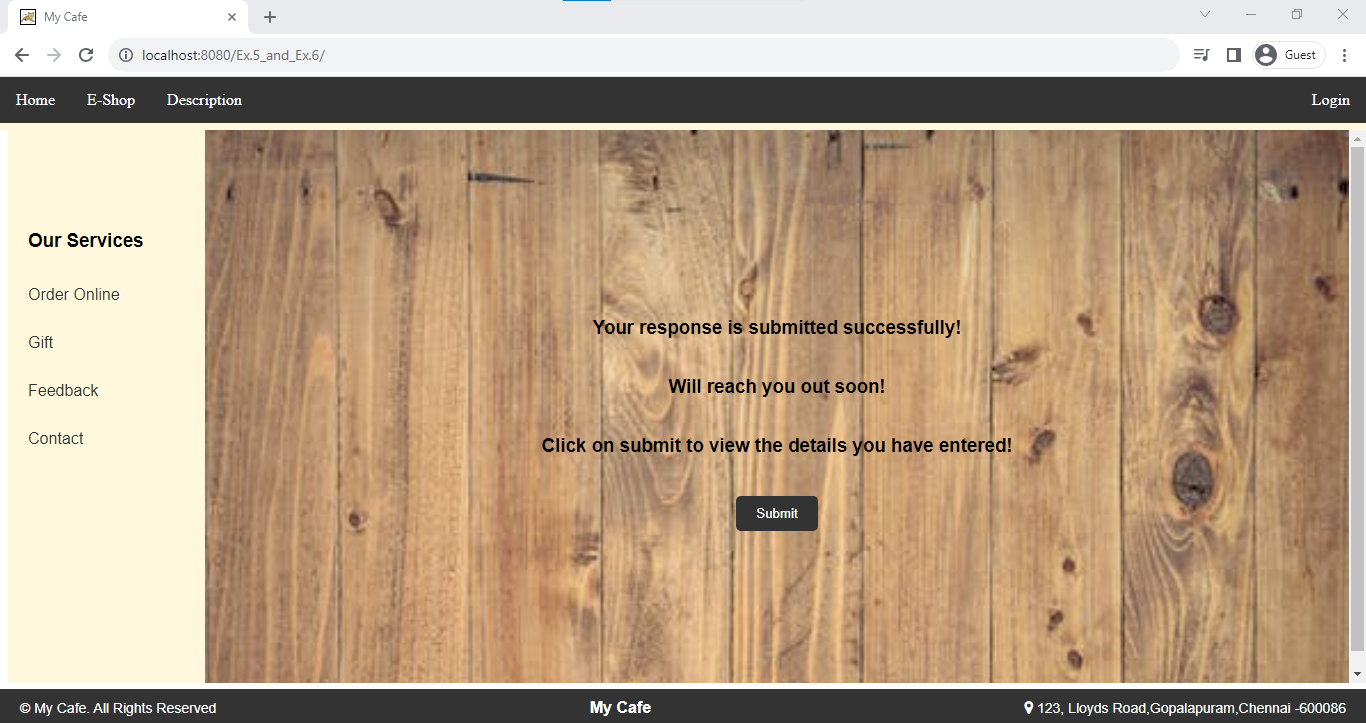 My Cafe
localhost:8080/Ex.5_and_Ex.6/
Guest
Home E-Shop Description Login
Our Services
Order Online
Gift
Feedback
Contact
Your response is submitted successfully!
Will reach you out soon!
Click on submit to view the details you have entered!
Submit
© My Cafe. All Rights Reserved My Cafe 123, Lloyds Road,Gopalapuram,Chennai -600086